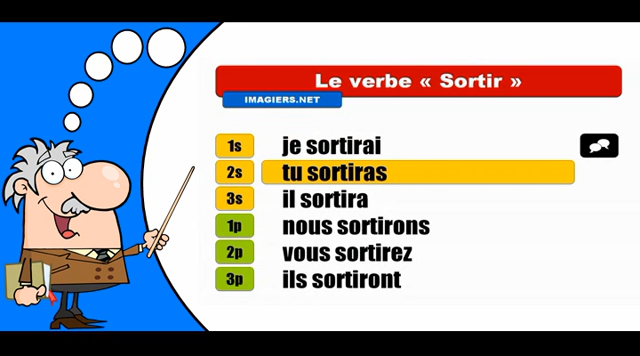 Le verbe « Sortir »
IMAGIERS.NET
1s je sortirai
2s tu sortiras
3s il sortira
1p nous sortirons
2p vous sortirez
3p ils sortiront